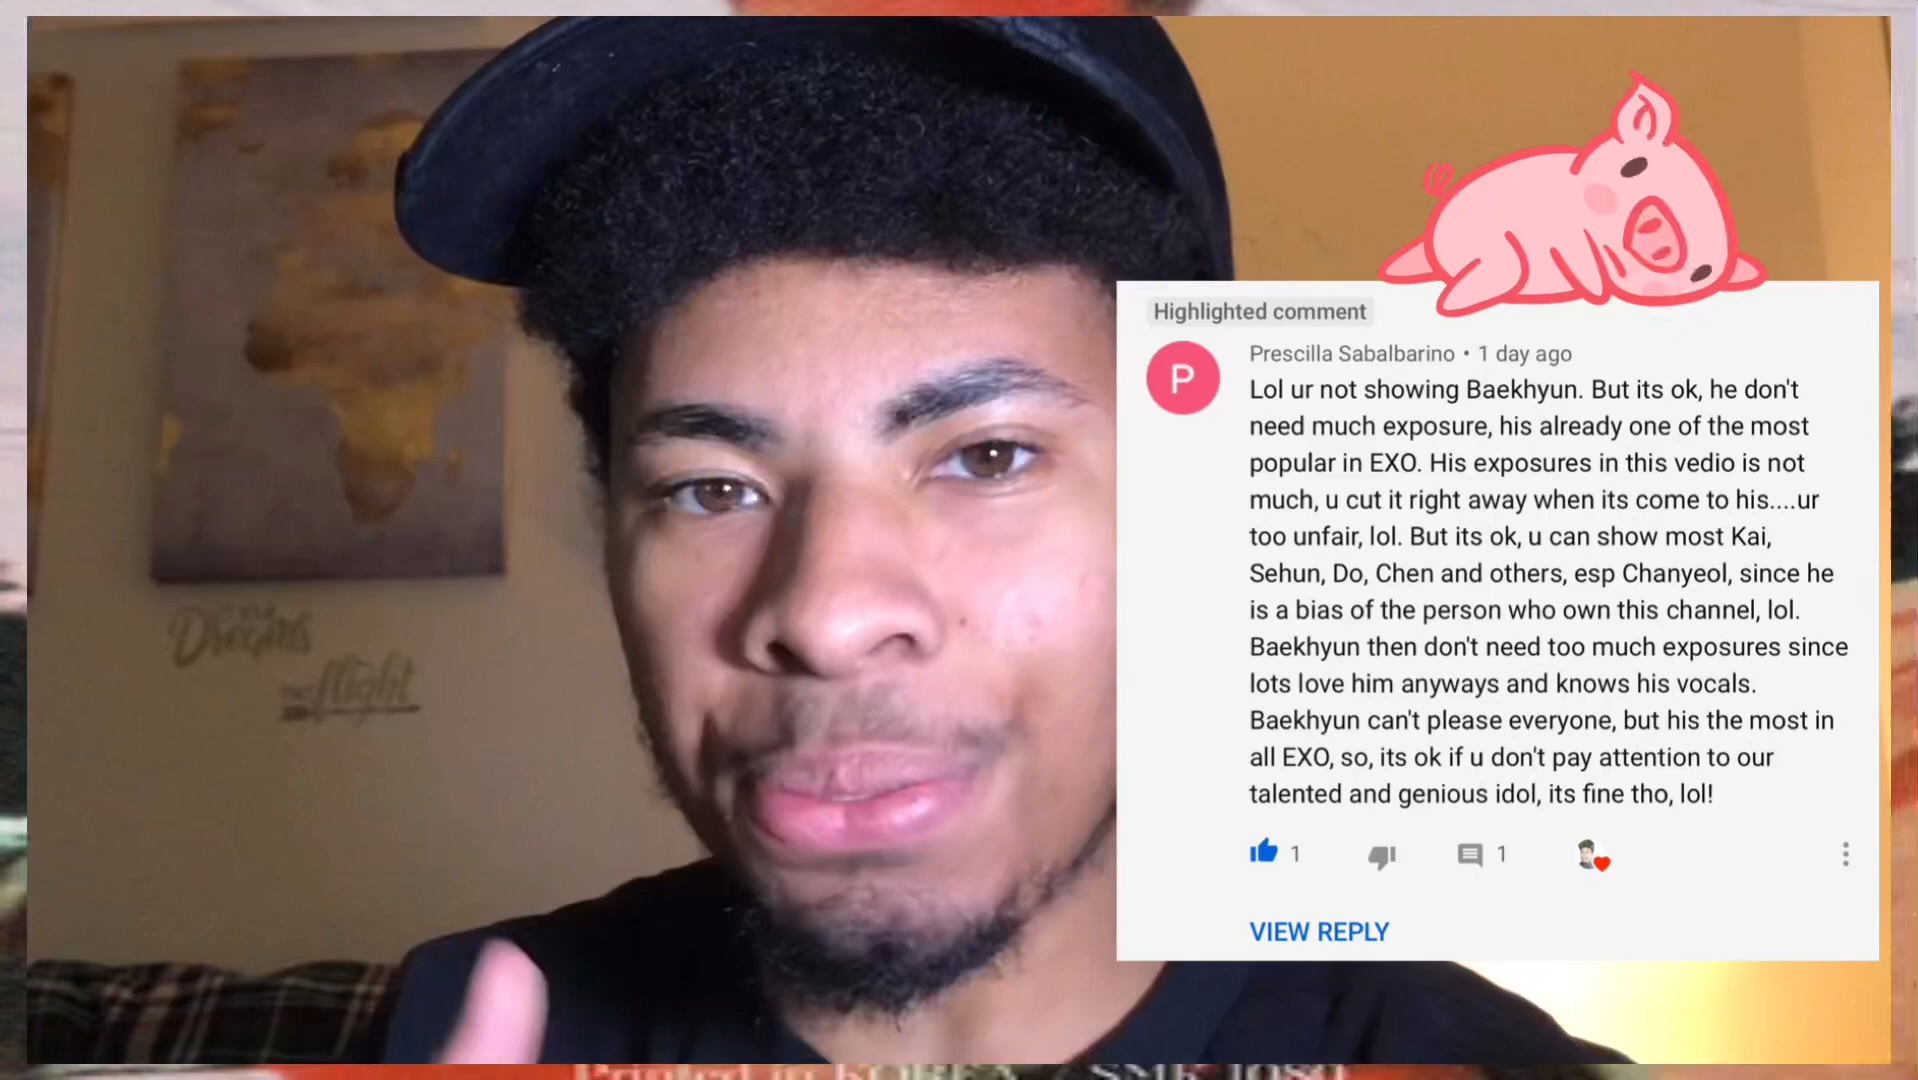 Highlighted comment
P
Prescilla Sabalbarino • 1 day ago
Lol ur not showing Baekhyun. But its ok, he don't
need much exposure, his already one of the most
popular in EXO. His exposures in this vedio is not
much, u cut it right away when its come to his....ur
too unfair, lol. But its ok, u can show most Kai,
Sehun, Do, Chen and others, esp Chanyeol, since he
is a bias of the person who own this channel, lol.
Baekhyun then don't need too much exposures since
lots love him anyways and knows his vocals.
Baekhyun can't please everyone, but his the most in
all EXO, so, its ok if u don't pay attention to our
talented and genious idol, its fine tho, lol!
1
1
VIEW REPLY
Dreams
flight
Printed in KOREA